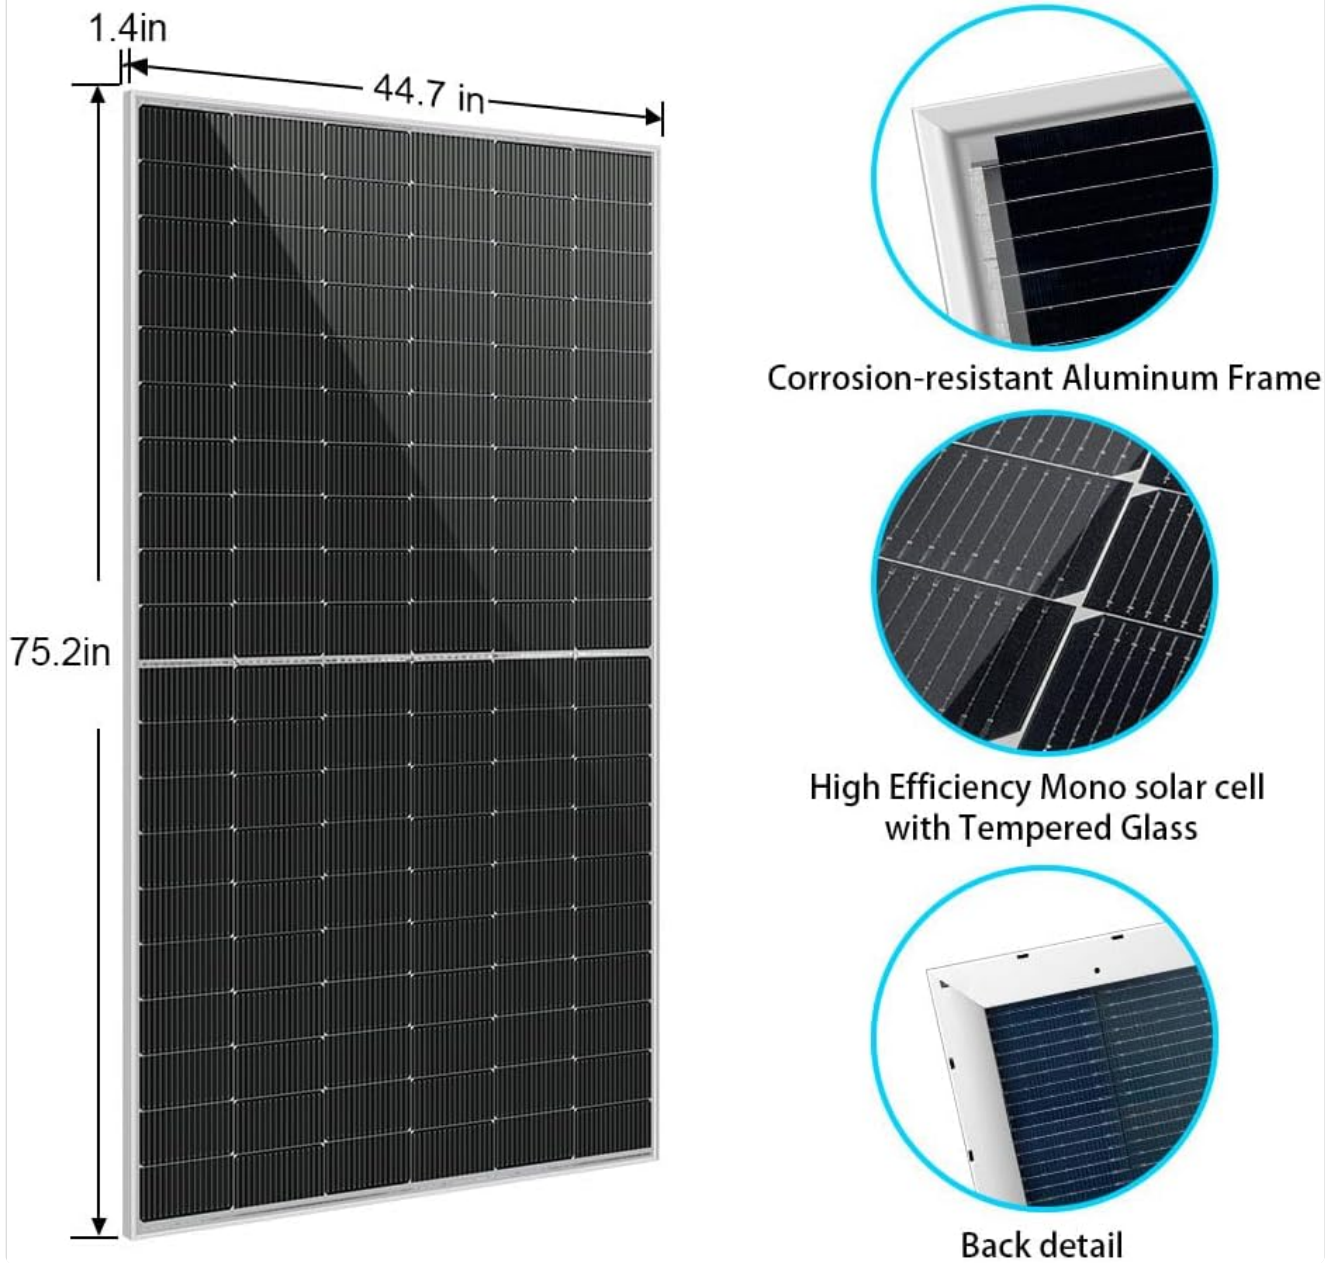 1.4in
44.7 in
75.2in
Corrosion-resistant Aluminum Frame
High Efficiency Mono solar cell
with Tempered Glass
Back detail